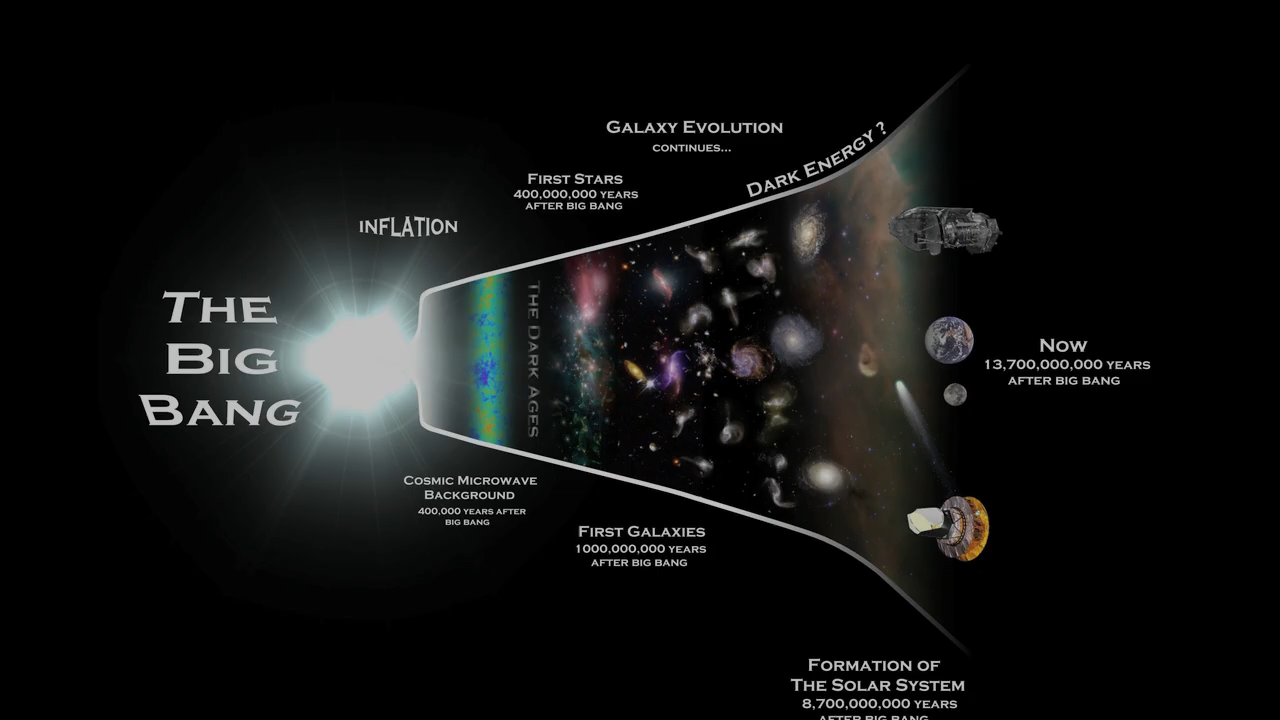 THE
BIG
BANG
INFLATION
COSMIC MICROWAVE
BACKGROUND
400,000 YEARS AFTER
BIG BANG
THE DARK AGES
FIRST STARS
400,000,000 YEARS
AFTER BIG BANG
FIRST GALAXIES
1000,000,000 YEARS
AFTER BIG BANG
GALAXY EVOLUTION
CONTINUES...
DARK ENERGY ?
FORMATION OF
THE SOLAR SYSTEM
8,700,000,000 YEARS
AFTER BIG BANG
NOW
13,700,000,000 YEARS
AFTER BIG BANG